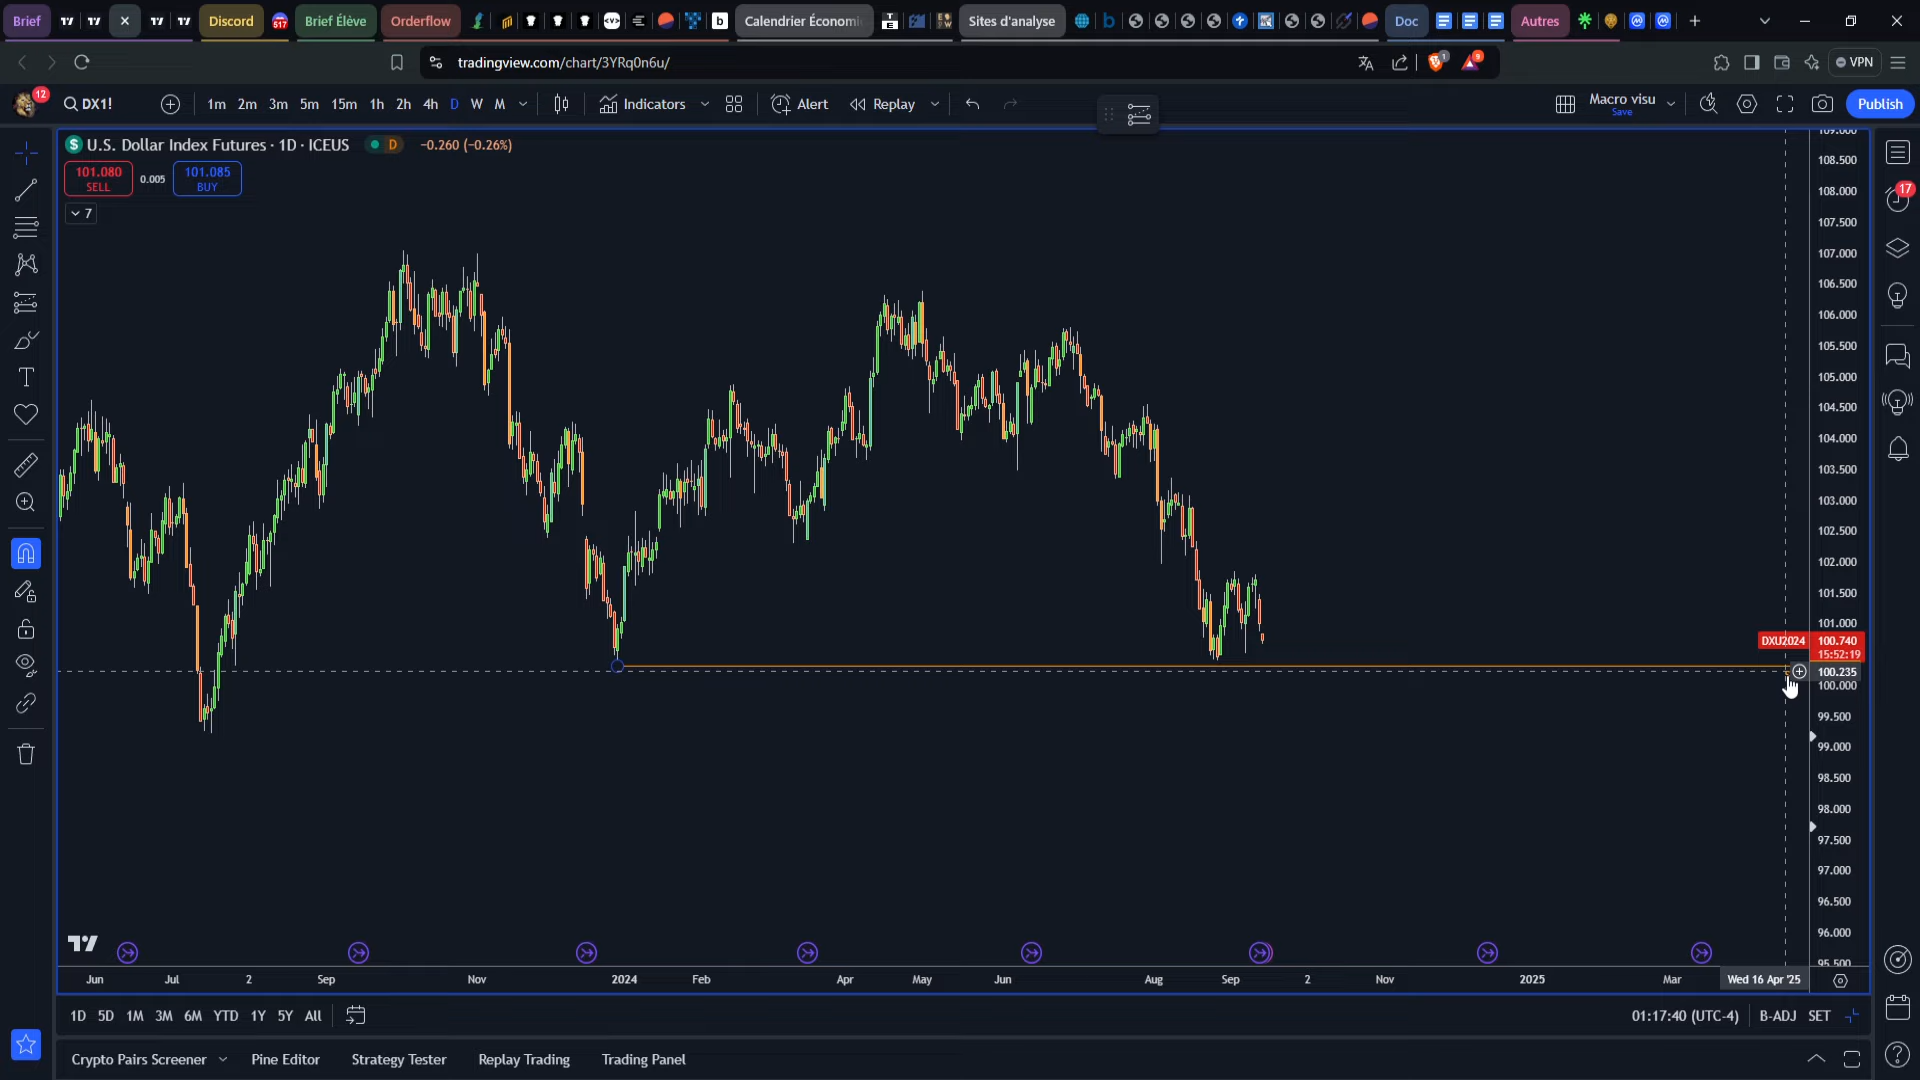 Brief
Discord
517
Brief Élève
Orderflow
Calendrier Économi
Sites d'analyse
Doc
Autres
tradingview.com/chart/3YRq0n6u/
1
9
VPN
12
DX1!
1m 2m 3m 5m 15m 1h 2h 4h D W M
Indicators
Alert
Replay
Macro visu
Save
Publish
U.S. Dollar Index Futures · 1D · ICEUS
D
−0.260 (−0.26%)
101.080
SELL
0.005
101.085
BUY
7
17
109.000
108.500
108.000
107.500
107.000
106.500
106.000
105.500
105.000
104.500
104.000
103.500
103.000
102.500
102.000
101.500
101.000
DXU2024 100.740
15:52:19
100.235
100.000
99.500
99.000
98.500
98.000
97.500
97.000
96.500
96.000
95.500
Jun Jul 2 Sep Nov 2024 Feb Apr May Jun Aug Sep 2 Nov 2025 Mar Wed 16 Apr '25
1D 5D 1M 3M 6M YTD 1Y 5Y All
01:17:40 (UTC-4)
B-ADJ SET
Crypto Pairs Screener
Pine Editor
Strategy Tester
Replay Trading
Trading Panel